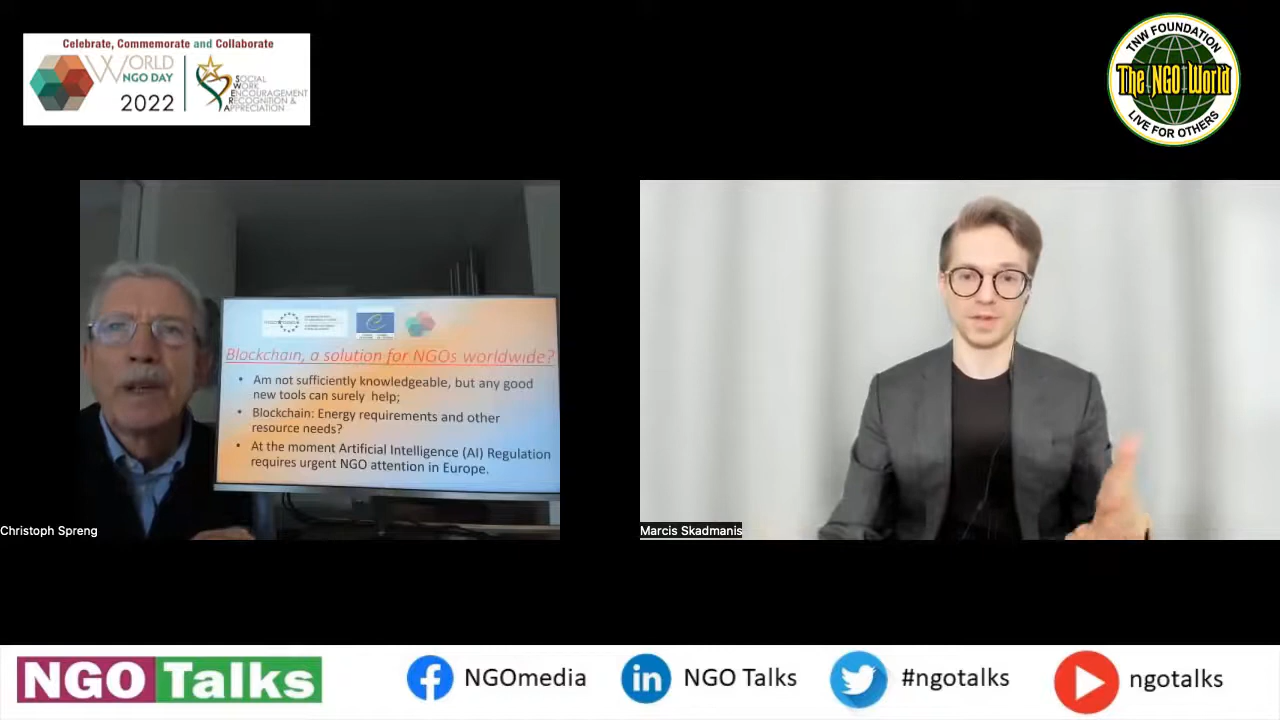 Celebrate, Commemorate and Collaborate
WORLD
NGO DAY
2022
SOCIAL
WORK
ENCOURAGEMENT
RECOGNITION &
APPRECIATION
TNW FOUNDATION
The NGO World
LIVE FOR OTHERS
Blockchain, a solution for NGOs worldwide?
• Am not sufficiently knowledgeable, but any good
new tools can surely help;
• Blockchain: Energy requirements and other
resource needs?
• At the moment Artificial Intelligence (AI) Regulation
requires urgent NGO attention in Europe.
Christoph Spreng
Marcis Skadmanis
NGO Talks
NGOmedia
NGO Talks
#ngotalks
ngotalks